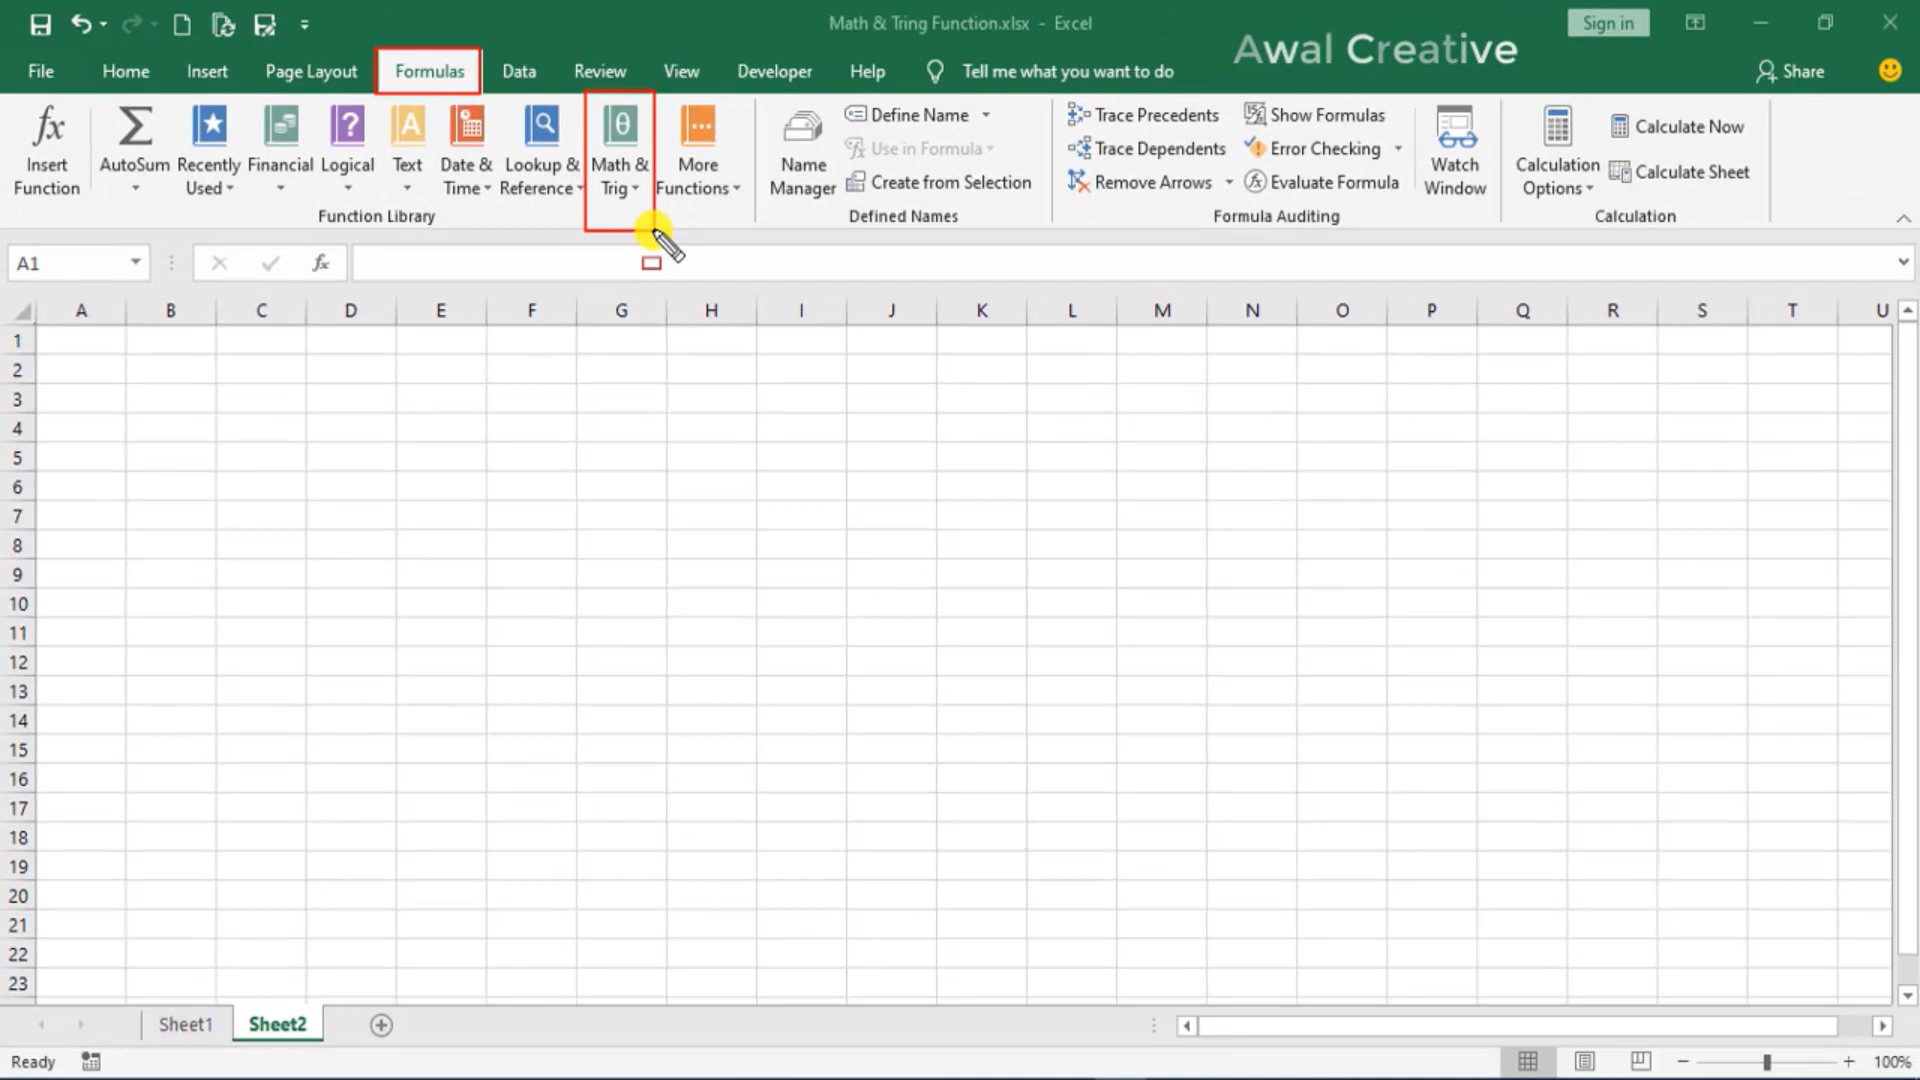 Math & Tring Function.xlsx - Excel
Sign in
Awal Creative
File Home Insert Page Layout Formulas Data Review View Developer Help Tell me what you want to do Share
Insert Function
AutoSum
Recently Used
Financial
Logical
Text
Date & Time
Lookup & Reference
Math & Trig
More Functions
Function Library
Name Manager
Define Name
Use in Formula
Create from Selection
Defined Names
Trace Precedents
Trace Dependents
Remove Arrows
Show Formulas
Error Checking
Evaluate Formula
Formula Auditing
Watch Window
Calculation Options
Calculate Now
Calculate Sheet
Calculation
A1
fx
A B C D E F G H I J K L M N O P Q R S T U
1
2
3
4
5
6
7
8
9
10
11
12
13
14
15
16
17
18
19
20
21
22
23
Sheet1 Sheet2
Ready
100%